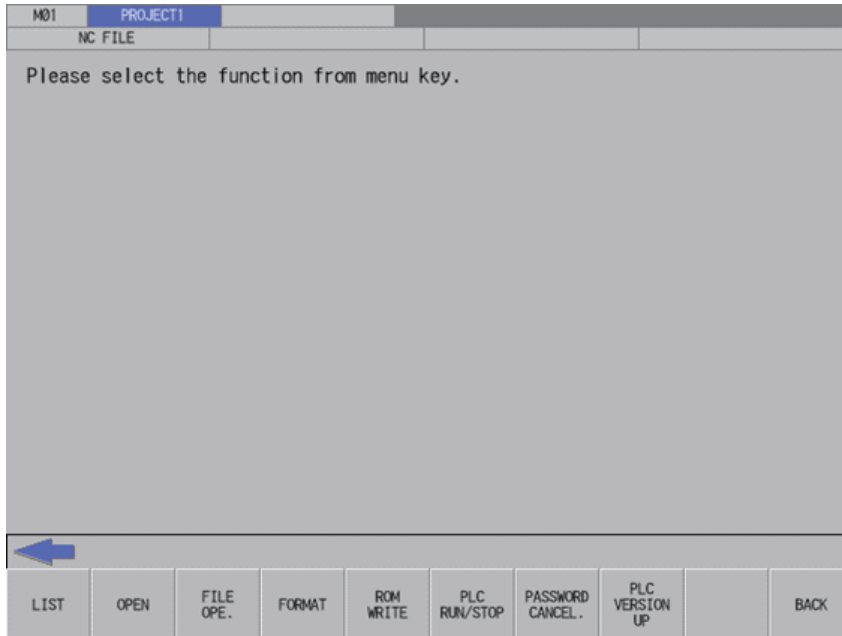 MØ1 PROJECT1
NC FILE
Please select the function from menu key.
LIST
OPEN
FILE
OPE.
FORMAT
ROM
WRITE
PLC
RUN/STOP
PASSWORD
CANCEL.
PLC
VERSION
UP
BACK